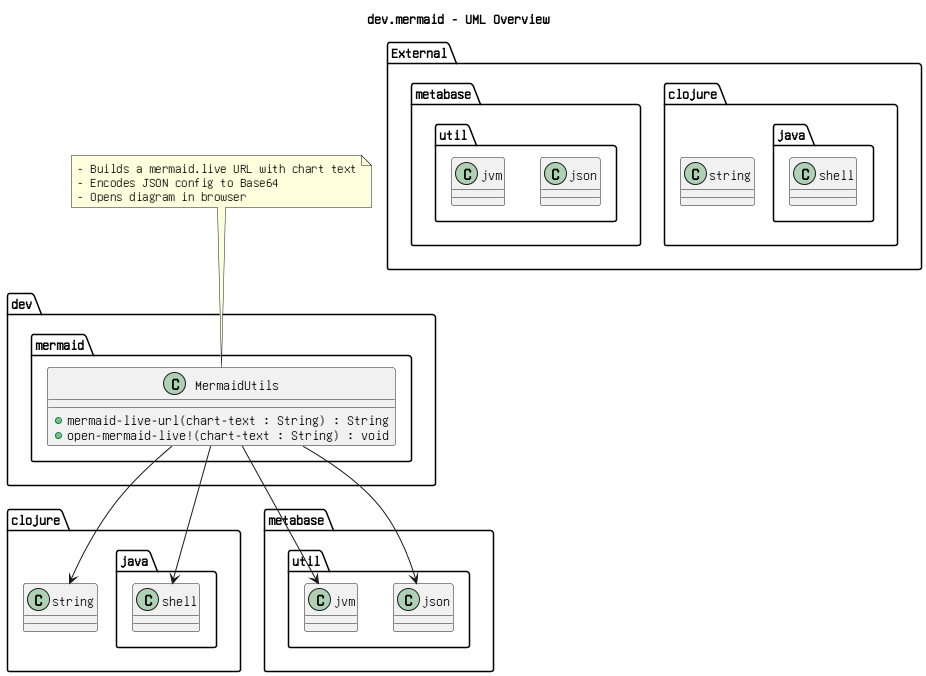 dev.mermaid - UML Overview
External
metabase
clojure
util
java
C jvm
C json
C string
C shell
- Builds a mermaid.live URL with chart text
- Encodes JSON config to Base64
- Opens diagram in browser
dev
mermaid
C MermaidUtils
mermaid-live-url(chart-text : String) : String
open-mermaid-live!(chart-text : String) : void
clojure
metabase
java
util
C string
C shell
C jvm
C json